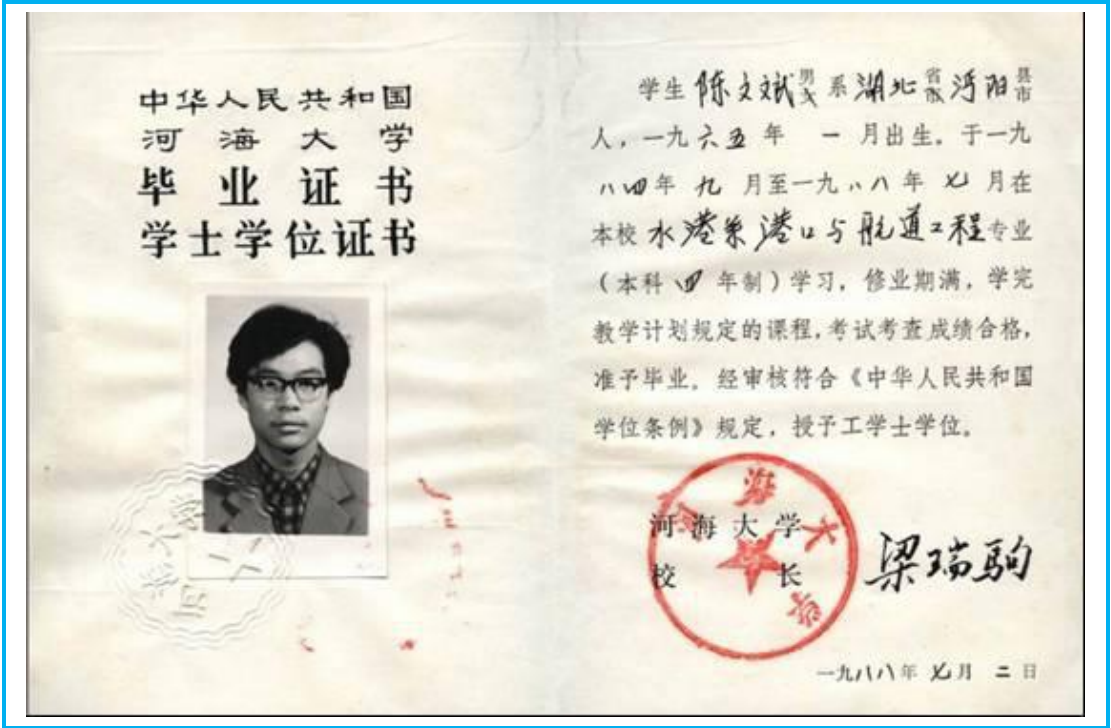 中华人民共和国
河海大学
毕业证书
学士学位证书
学生 陈文斌 男女 系 湖北 省市 沔阳 县市
人，一九六五年 一月出生。于一九
八四年 九 月至一九八八年 七 月在
本校 水港系港口与航道工程 专业
（本科 四 年制）学习，修业期满，学完
教学计划规定的课程，考试考查成绩合格，
准予毕业。经审核符合《中华人民共和国
学位条例》规定，授予工学士学位。
河海大学
河海大学
校长 梁瑞驹
一九八八年 七月 二日